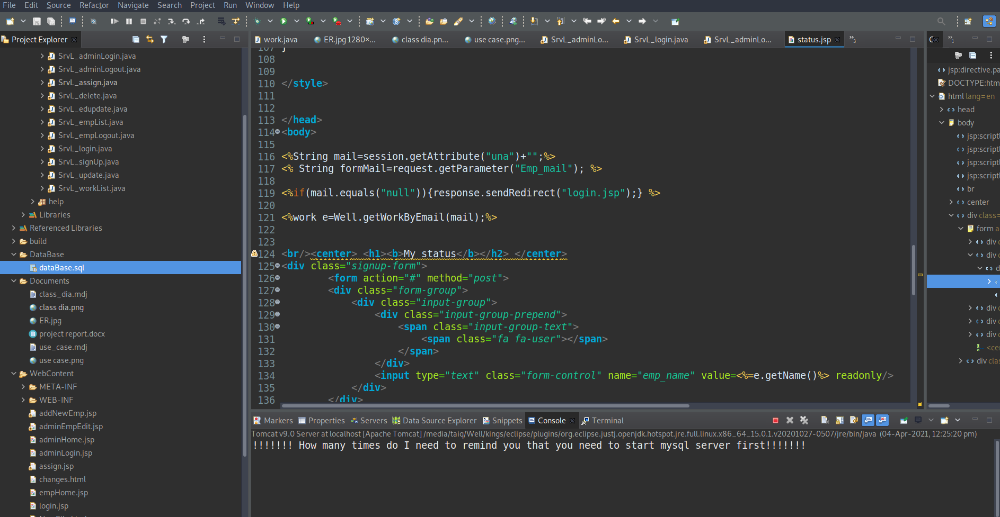 File Edit Source Refactor Navigate Search Project Run Window Help
Project Explorer
SrvL_adminLogin.java
SrvL_adminLogout.java
SrvL_assign.java
SrvL_delete.java
SrvL_edupdate.java
SrvL_empList.java
SrvL_empLogout.java
SrvL_login.java
SrvL_signUp.java
SrvL_update.java
SrvL_workList.java
help
Libraries
Referenced Libraries
build
DataBase
dataBase.sql
Documents
class_dia.mdj
class dia.png
ER.jpg
project report.docx
use_case.mdj
use case.png
WebContent
META-INF
WEB-INF
addNewEmp.jsp
adminEmpEdit.jsp
adminHome.jsp
adminLogin.jsp
assign.jsp
changes.html
empHome.jsp
login.jsp
work.java ER.jpg 1280×... class dia.pn... use case.png... SrvL_adminLo... SrvL_login.java SrvL_adminLo... status.jsp »3
107 }
108
109
110 </style>
111
112
113 </head>
114 <body>
115
116 <%String mail=session.getAttribute("una")+"";%>
117 <% String formMail=request.getParameter("Emp_mail"); %>
118
119 <%if(mail.equals("null")){response.sendRedirect("login.jsp");} %>
120
121 <%work e=Well.getWorkByEmail(mail);%>
122
123
124 <br/><center> <h1><b>My status</b></h2> </center>
125 <div class="signup-form">
126 <form action="#" method="post">
127 <div class="form-group">
128 <div class="input-group">
129 <div class="input-group-prepend">
130 <span class="input-group-text">
131 <span class="fa fa-user"></span>
132 </span>
133 </div>
134 <input type="text" class="form-control" name="emp_name" value=<%=e.getName()%> readonly/>
135 </div>
136 </div>
»1
jsp:directive.pa
DOCTYPE:htm
html lang=en
head
body
jsp:scriptl
jsp:scriptl
jsp:scriptl
jsp:scriptl
br
center
div class=
form a
div c
div c
d
div c
div c
div c
<cen
div clas
Markers Properties Servers Data Source Explorer Snippets Console Terminal
Tomcat v9.0 Server at localhost [Apache Tomcat] /media/taiq/Well/kings/eclipse/plugins/org.eclipse.justj.openjdk.hotspot.jre.full.linux.x86_64_15.0.1.v20201027-0507/jre/bin/java (04-Apr-2021, 12:25:20 pm)
!!!!!!! How many times do I need to remind you that you need to start mysql server first!!!!!!!